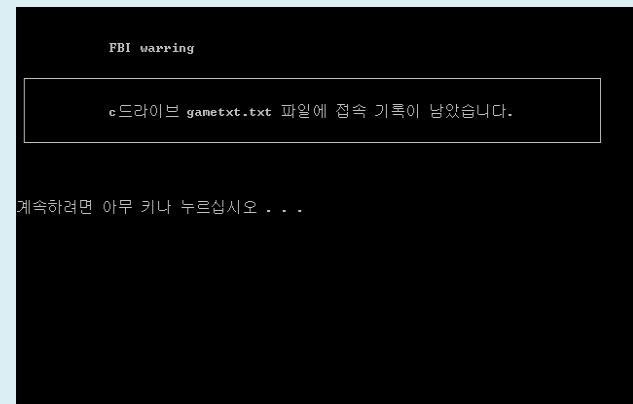 FBI warring
c드라이브 gametxt.txt 파일에 접속 기록이 남았습니다.
계속하려면 아무 키나 누르십시오 . . .